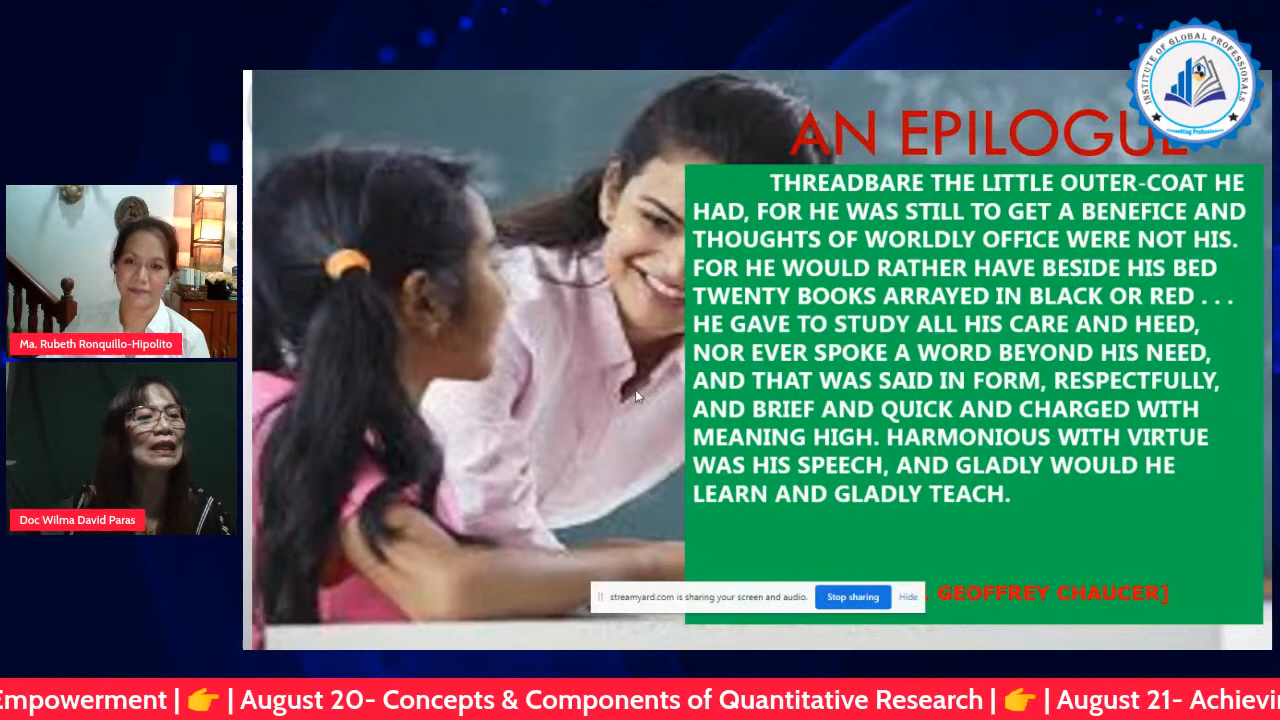 INSTITUTE OF GLOBAL PROFESSIONALS
AN EPILOGUE
THREADBARE THE LITTLE OUTER-COAT HE
HAD, FOR HE WAS STILL TO GET A BENEFICE AND
THOUGHTS OF WORLDLY OFFICE WERE NOT HIS.
FOR HE WOULD RATHER HAVE BESIDE HIS BED
TWENTY BOOKS ARRAYED IN BLACK OR RED . . .
HE GAVE TO STUDY ALL HIS CARE AND HEED,
NOR EVER SPOKE A WORD BEYOND HIS NEED,
AND THAT WAS SAID IN FORM, RESPECTFULLY,
AND BRIEF AND QUICK AND CHARGED WITH
MEANING HIGH. HARMONIOUS WITH VIRTUE
WAS HIS SPEECH, AND GLADLY WOULD HE
LEARN AND GLADLY TEACH.
. GEOFFREY CHAUCER]
streamyard.com is sharing your screen and audio.
Stop sharing
Hide
Ma. Rubeth Ronquillo-Hipolito
Doc Wilma David Paras
Empowerment | 👉 | August 20- Concepts & Components of Quantitative Research | 👉 | August 21- Achievi